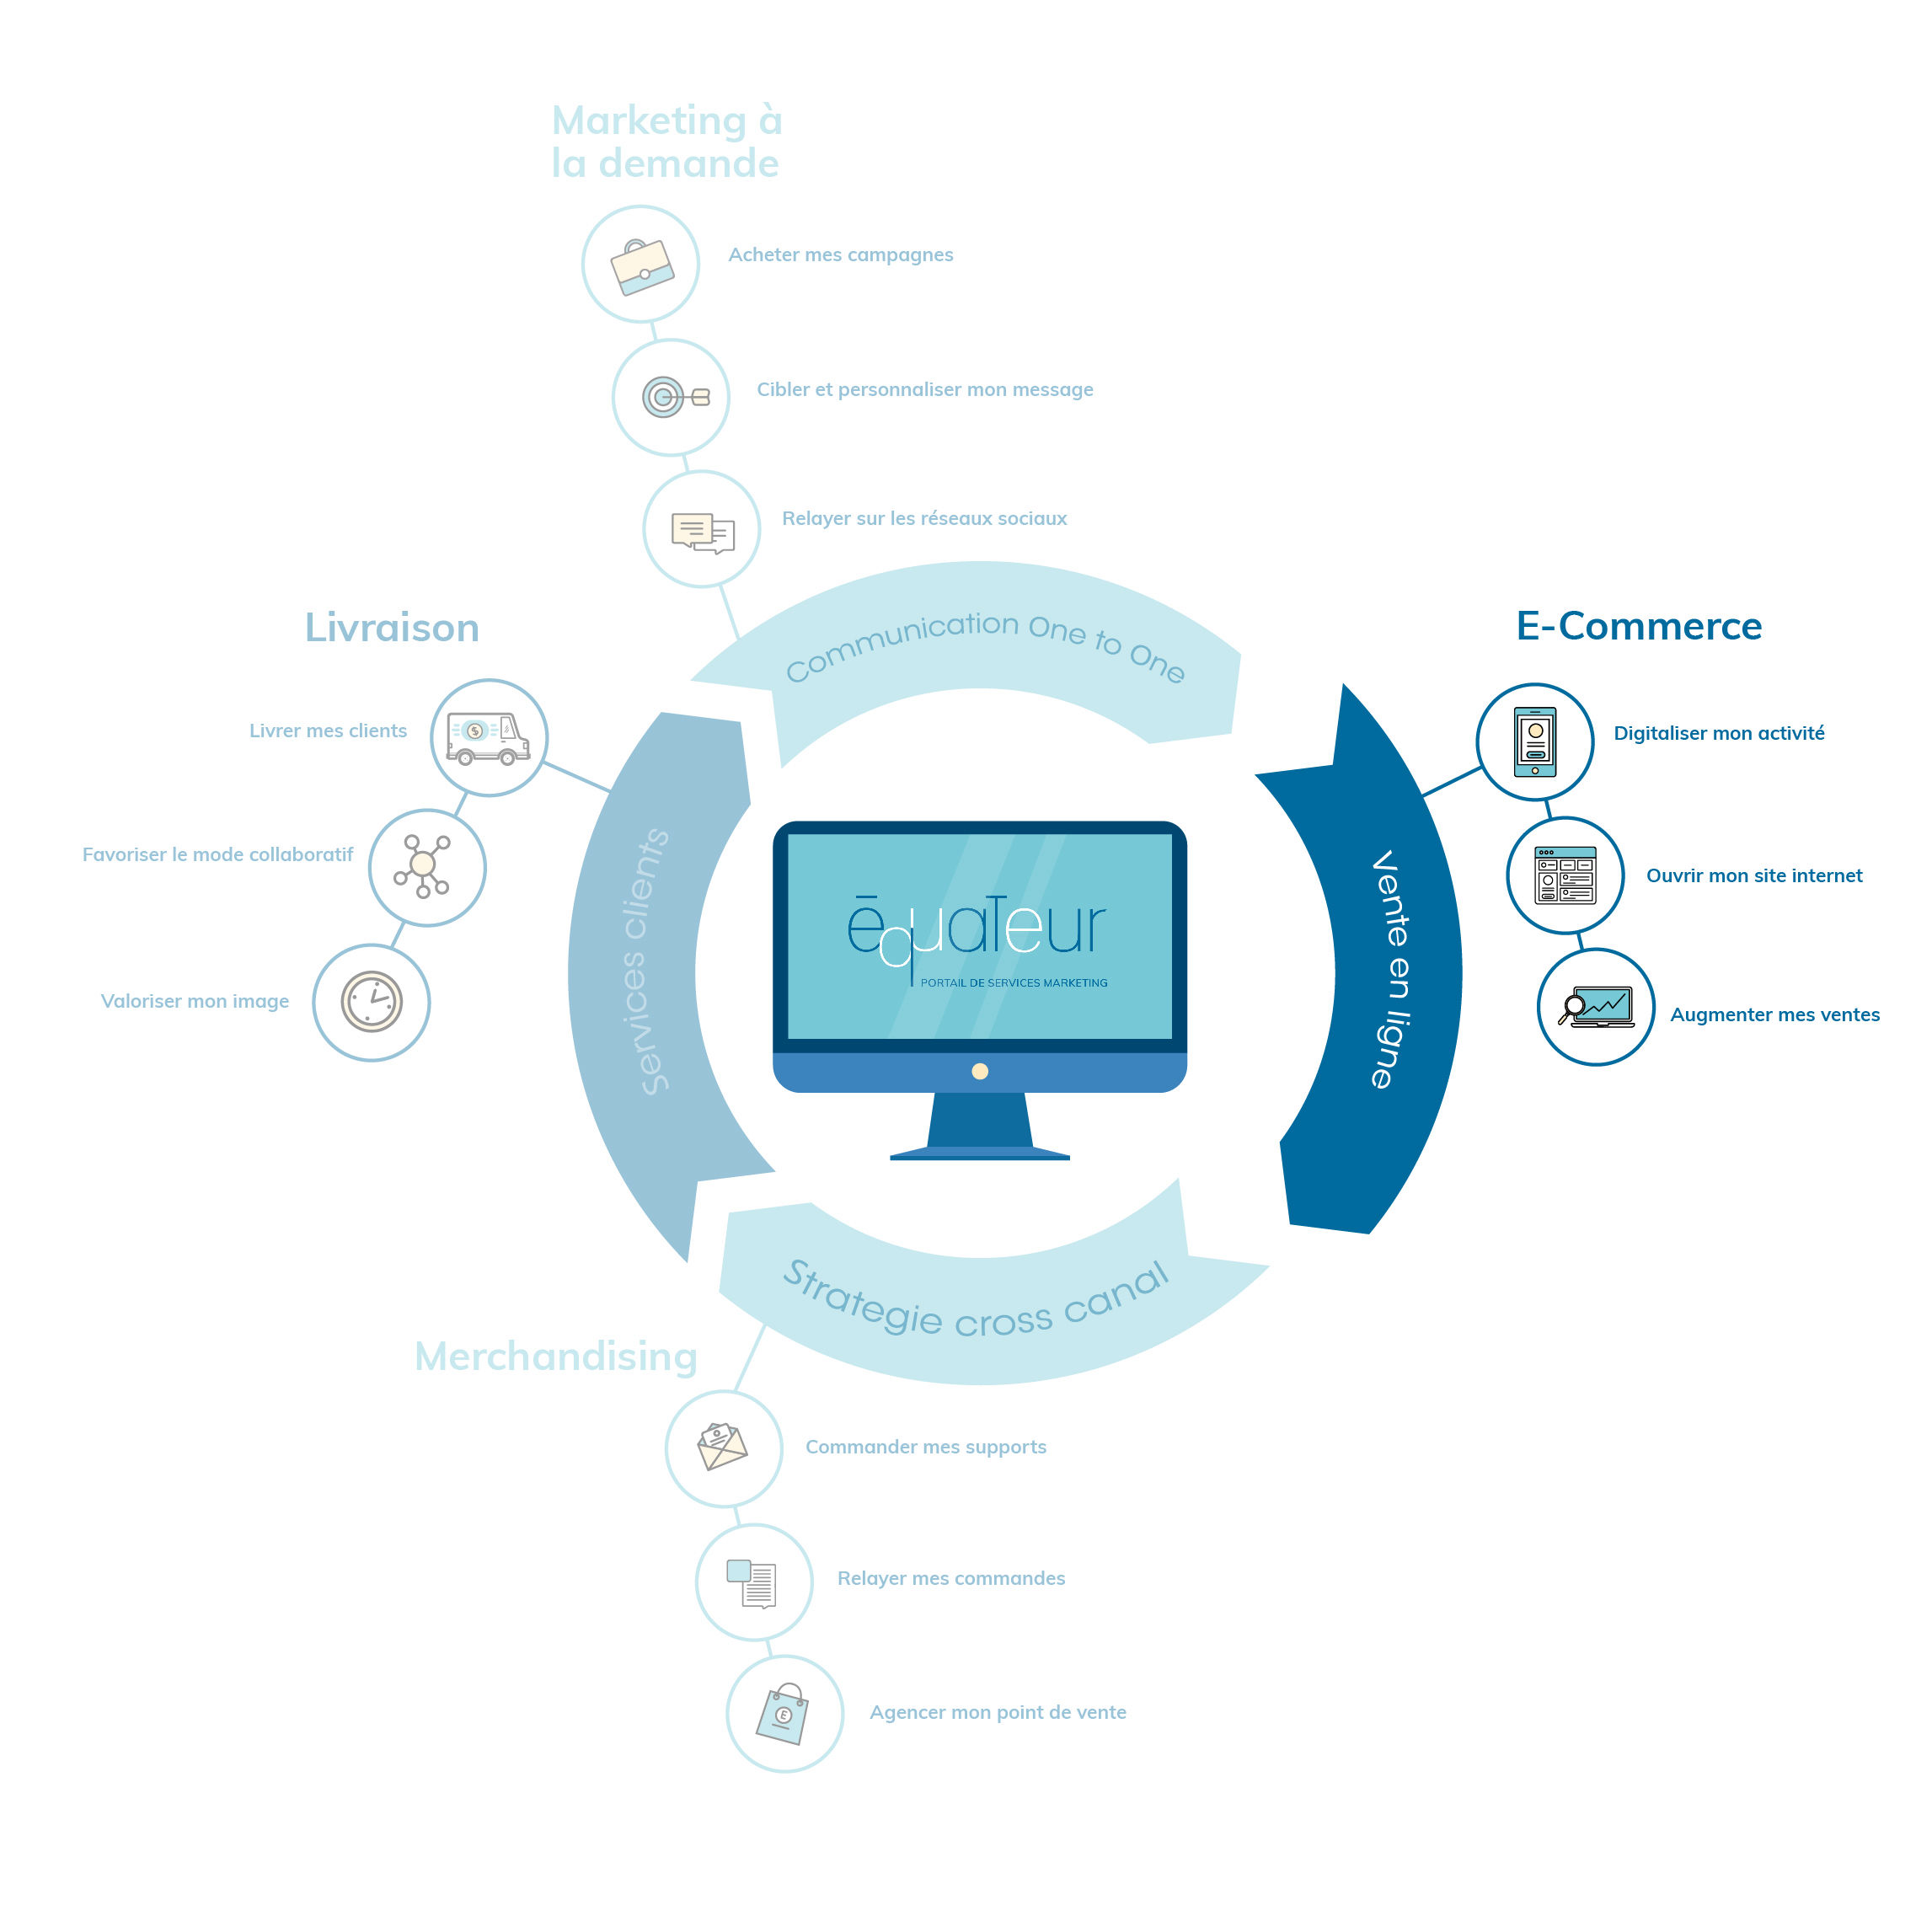 Marketing à
la demande
Acheter mes campagnes
Cibler et personnaliser mon message
Relayer sur les réseaux sociaux
Communication One to One
Livraison
Livrer mes clients
Favoriser le mode collaboratif
Valoriser mon image
Services clients
ēquaTeur
PORTAIL DE SERVICES MARKETING
E-Commerce
Digitaliser mon activité
Ouvrir mon site internet
Augmenter mes ventes
Vente en ligne
Strategie cross canal
Merchandising
Commander mes supports
Relayer mes commandes
Agencer mon point de vente
E
$